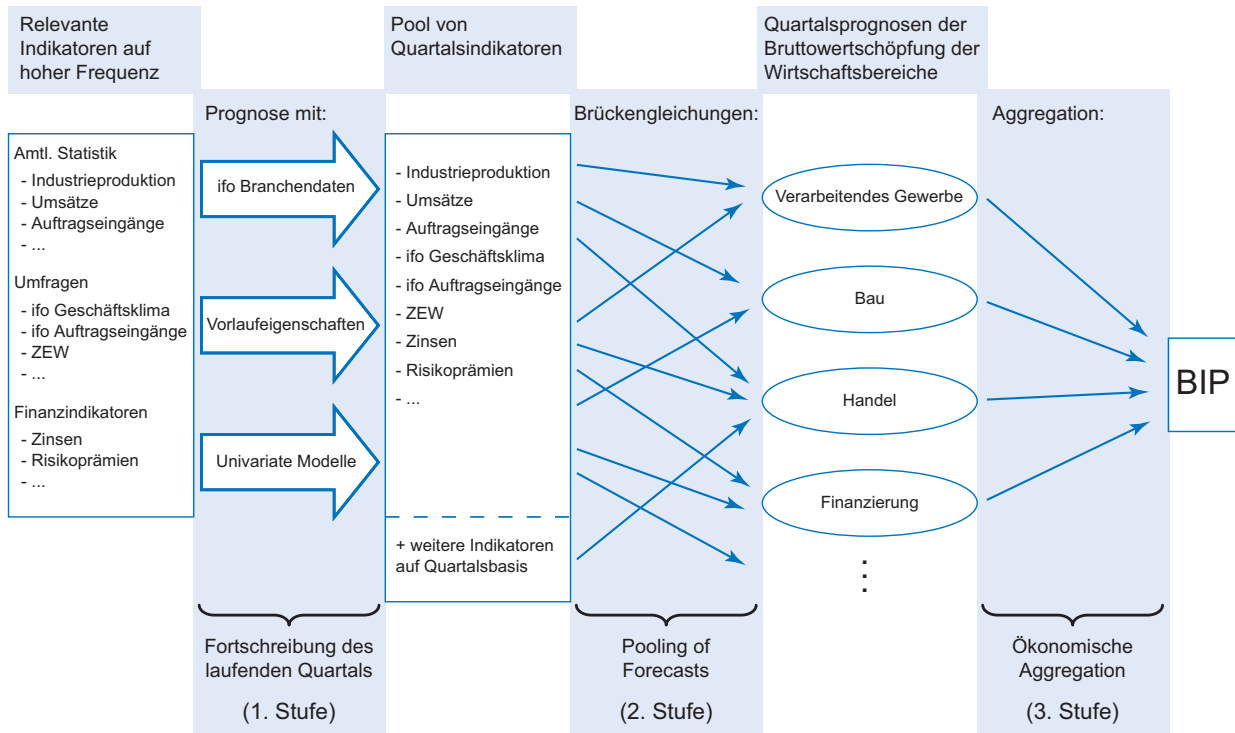 Relevante
Indikatoren auf
hoher Frequenz
Pool von
Quartalsindikatoren
Quartalsprognosen der
Bruttowertschöpfung der
Wirtschaftsbereiche
Prognose mit:
Brückengleichungen:
Aggregation:
Amtl. Statistik
- Industrieproduktion
- Umsätze
- Auftragseingänge
- ...
Umfragen
- ifo Geschäftsklima
- ifo Auftragseingänge
- ZEW
- ...
Finanzindikatoren
- Zinsen
- Risikoprämien
- ...
ifo Branchendaten
Vorlaufeigenschaften
Univariate Modelle
- Industrieproduktion
- Umsätze
- Auftragseingänge
- ifo Geschäftsklima
- ifo Auftragseingänge
- ZEW
- Zinsen
- Risikoprämien
- ...
+ weitere Indikatoren
auf Quartalsbasis
Verarbeitendes Gewerbe
Bau
Handel
Finanzierung
⋮
BIP
Fortschreibung des
laufenden Quartals
(1. Stufe)
Pooling of
Forecasts
(2. Stufe)
Ökonomische
Aggregation
(3. Stufe)